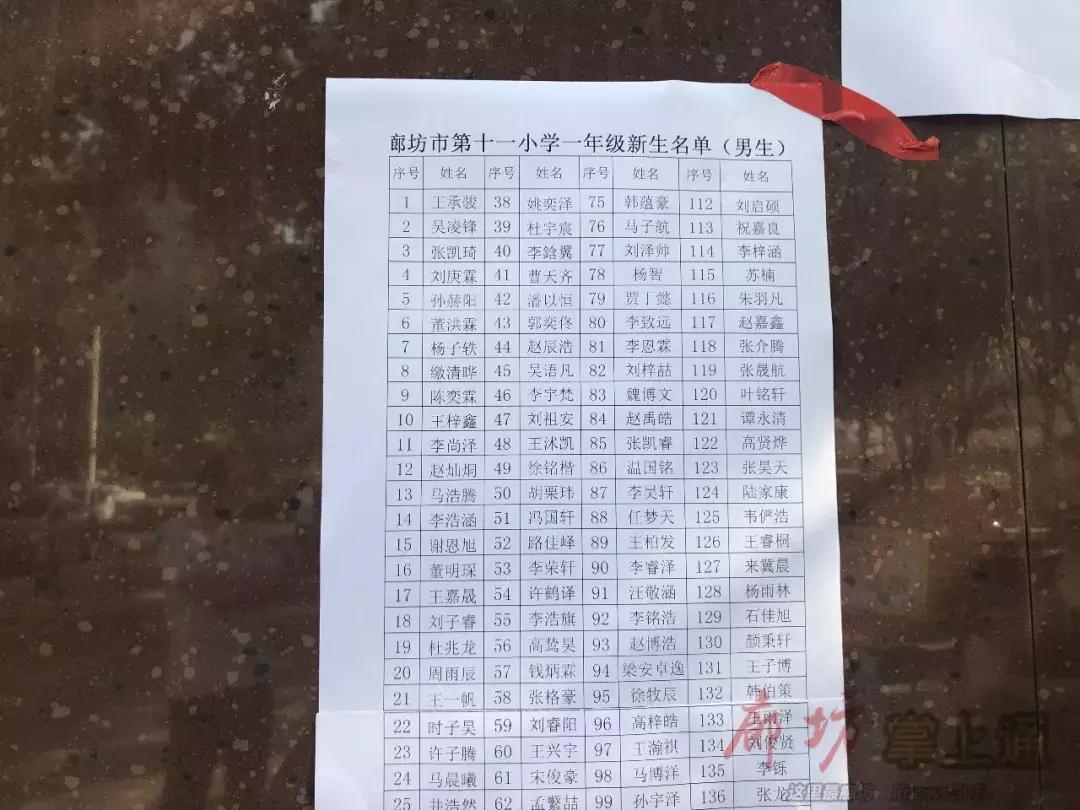 廊坊市第十一小学一年级新生名单（男生）
序号 姓名 序号 姓名 序号 姓名 序号 姓名
1 王承骏 38 姚奕泽 75 韩蕴豪 112 刘启硕
2 吴凌锋 39 杜宇宸 76 马子航 113 祝嘉良
3 张凯琦 40 李鋡翼 77 刘泽帅 114 李梓涵
4 刘庚霖 41 曹天齐 78 杨智 115 苏楠
5 孙赫阳 42 潘以恒 79 贾丁懿 116 朱羽凡
6 董洪霖 43 郭奕佟 80 李致远 117 赵嘉鑫
7 杨子轶 44 赵辰浩 81 李恩霖 118 张介腾
8 缴清晔 45 吴语凡 82 刘梓喆 119 张晟航
9 陈奕霖 46 李宇梵 83 魏博文 120 叶铭轩
10 王梓鑫 47 刘祖安 84 赵禹皓 121 谭永清
11 李尚泽 48 王沭凯 85 张凯睿 122 高贤烨
12 赵灿炯 49 徐铭楷 86 温国铭 123 张昊天
13 马浩腾 50 胡栗玮 87 李昊轩 124 陆家康
14 李浩涵 51 冯国轩 88 任梦天 125 韦俨浩
15 谢恩旭 52 路佳峄 89 王柏发 126 王睿桐
16 董明琛 53 李荣轩 90 李睿泽 127 来冀晨
17 王嘉晟 54 许鹤译 91 汪敬涵 128 杨雨林
18 刘子睿 55 李浩旗 92 李铭浩 129 石佳旭
19 杜兆龙 56 高鸷昊 93 赵博浩 130 颜秉轩
20 周雨辰 57 钱炳霖 94 梁安卓逸 131 王子博
21 王一帆 58 张格豪 95 徐牧辰 132 韩伯策
22 时子昊 59 刘睿阳 96 高梓皓 133 王雨泽
23 许子腾 60 王兴宇 97 王瀚祺 134 刘俊贤
24 马晨曦 61 宋俊豪 98 马博洋 135 李铄
25 井浩然 62 孟繄喆 99 孙宇泽 136 张龙
廊坊掌上通